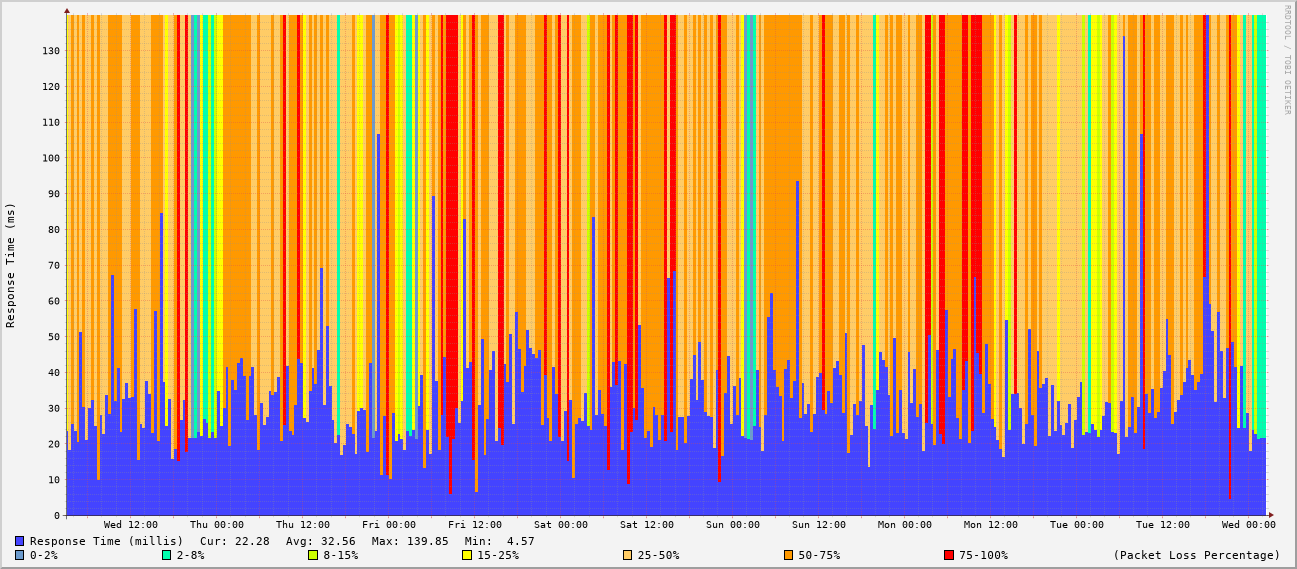 RRDTOOL / TOBI OETIKER
Response Time (ms)
130
120
110
100
90
80
70
60
50
40
30
20
10
0
Wed 12:00 Thu 00:00 Thu 12:00 Fri 00:00 Fri 12:00 Sat 00:00 Sat 12:00 Sun 00:00 Sun 12:00 Mon 00:00 Mon 12:00 Tue 00:00 Tue 12:00 Wed 00:00
Response Time (millis) Cur: 22.28 Avg: 32.56 Max: 139.85 Min: 4.57
0-2% 2-8% 8-15% 15-25% 25-50% 50-75% 75-100% (Packet Loss Percentage)